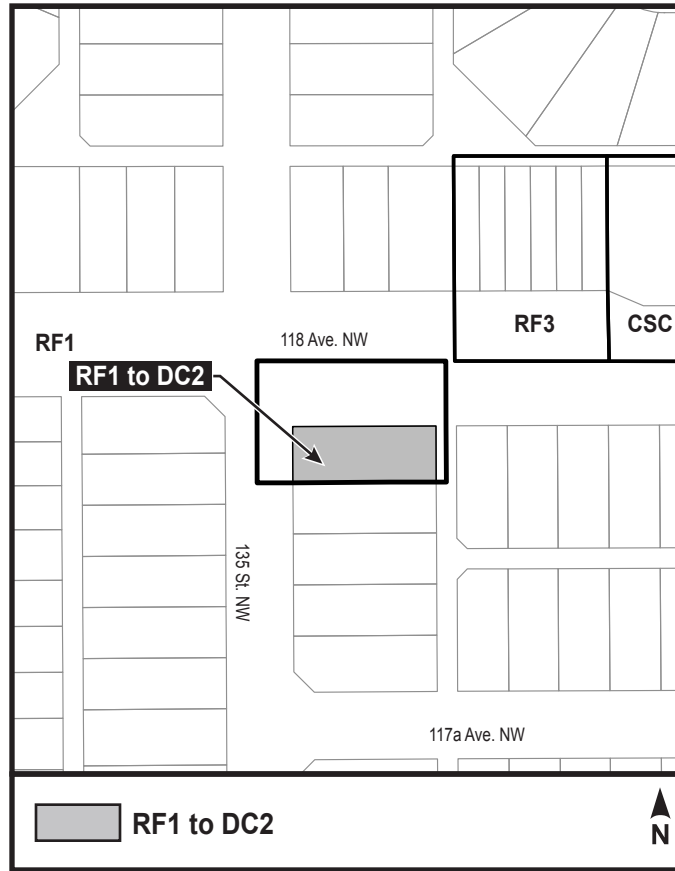 RF3
CSC
RF1
118 Ave. NW
RF1 to DC2
135 St. NW
117a Ave. NW
RF1 to DC2
N